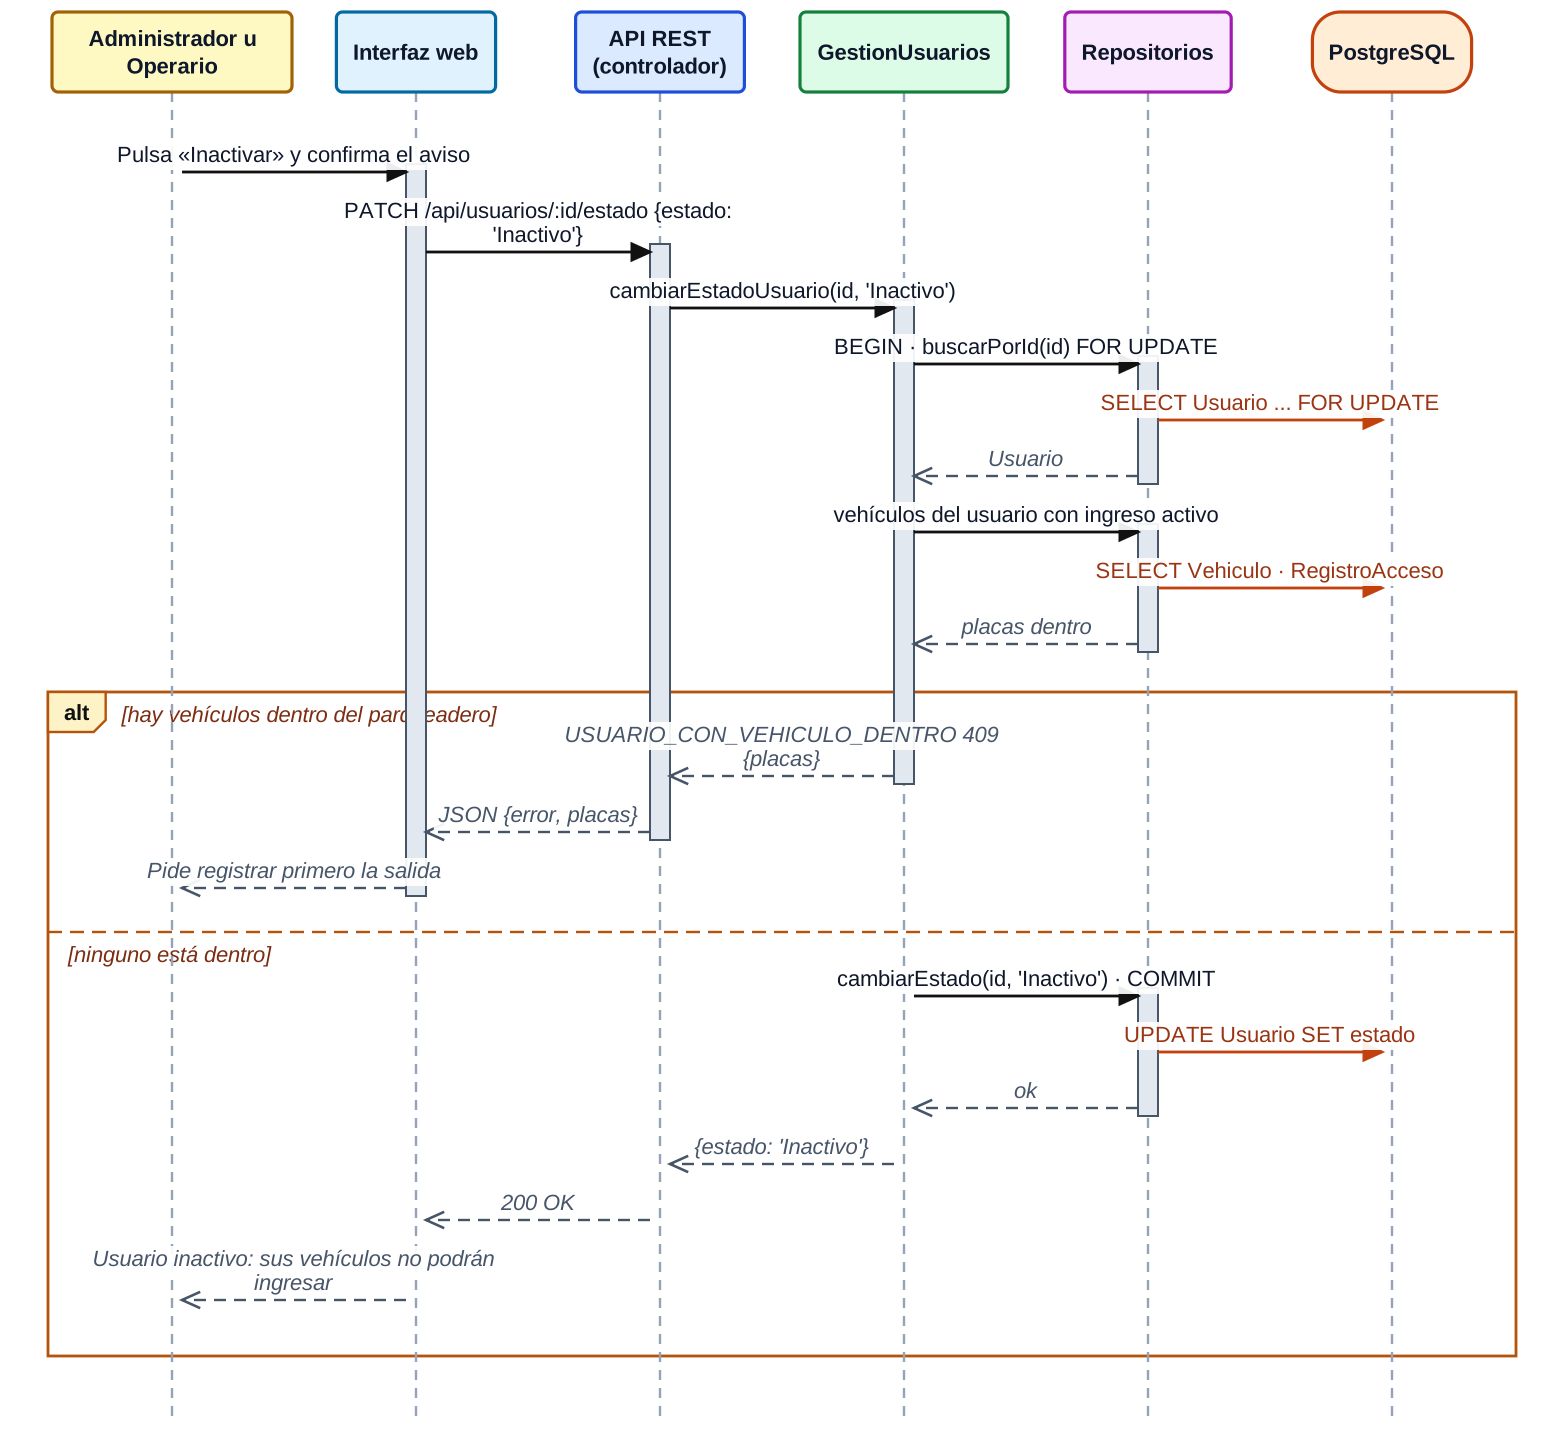 Administrador u
Operario
Interfaz web
API REST
(controlador)
GestionUsuarios
Repositorios
PostgreSQL
Pulsa «Inactivar» y confirma el aviso
PATCH /api/usuarios/:id/estado {estado:
'Inactivo'}
cambiarEstadoUsuario(id, 'Inactivo')
BEGIN · buscarPorId(id) FOR UPDATE
SELECT Usuario ... FOR UPDATE
Usuario
vehículos del usuario con ingreso activo
SELECT Vehiculo · RegistroAcceso
placas dentro
alt
[hay vehículos dentro del parqueadero]
USUARIO_CON_VEHICULO_DENTRO 409
{placas}
JSON {error, placas}
Pide registrar primero la salida
[ninguno está dentro]
cambiarEstado(id, 'Inactivo') · COMMIT
UPDATE Usuario SET estado
ok
{estado: 'Inactivo'}
200 OK
Usuario inactivo: sus vehículos no podrán
ingresar